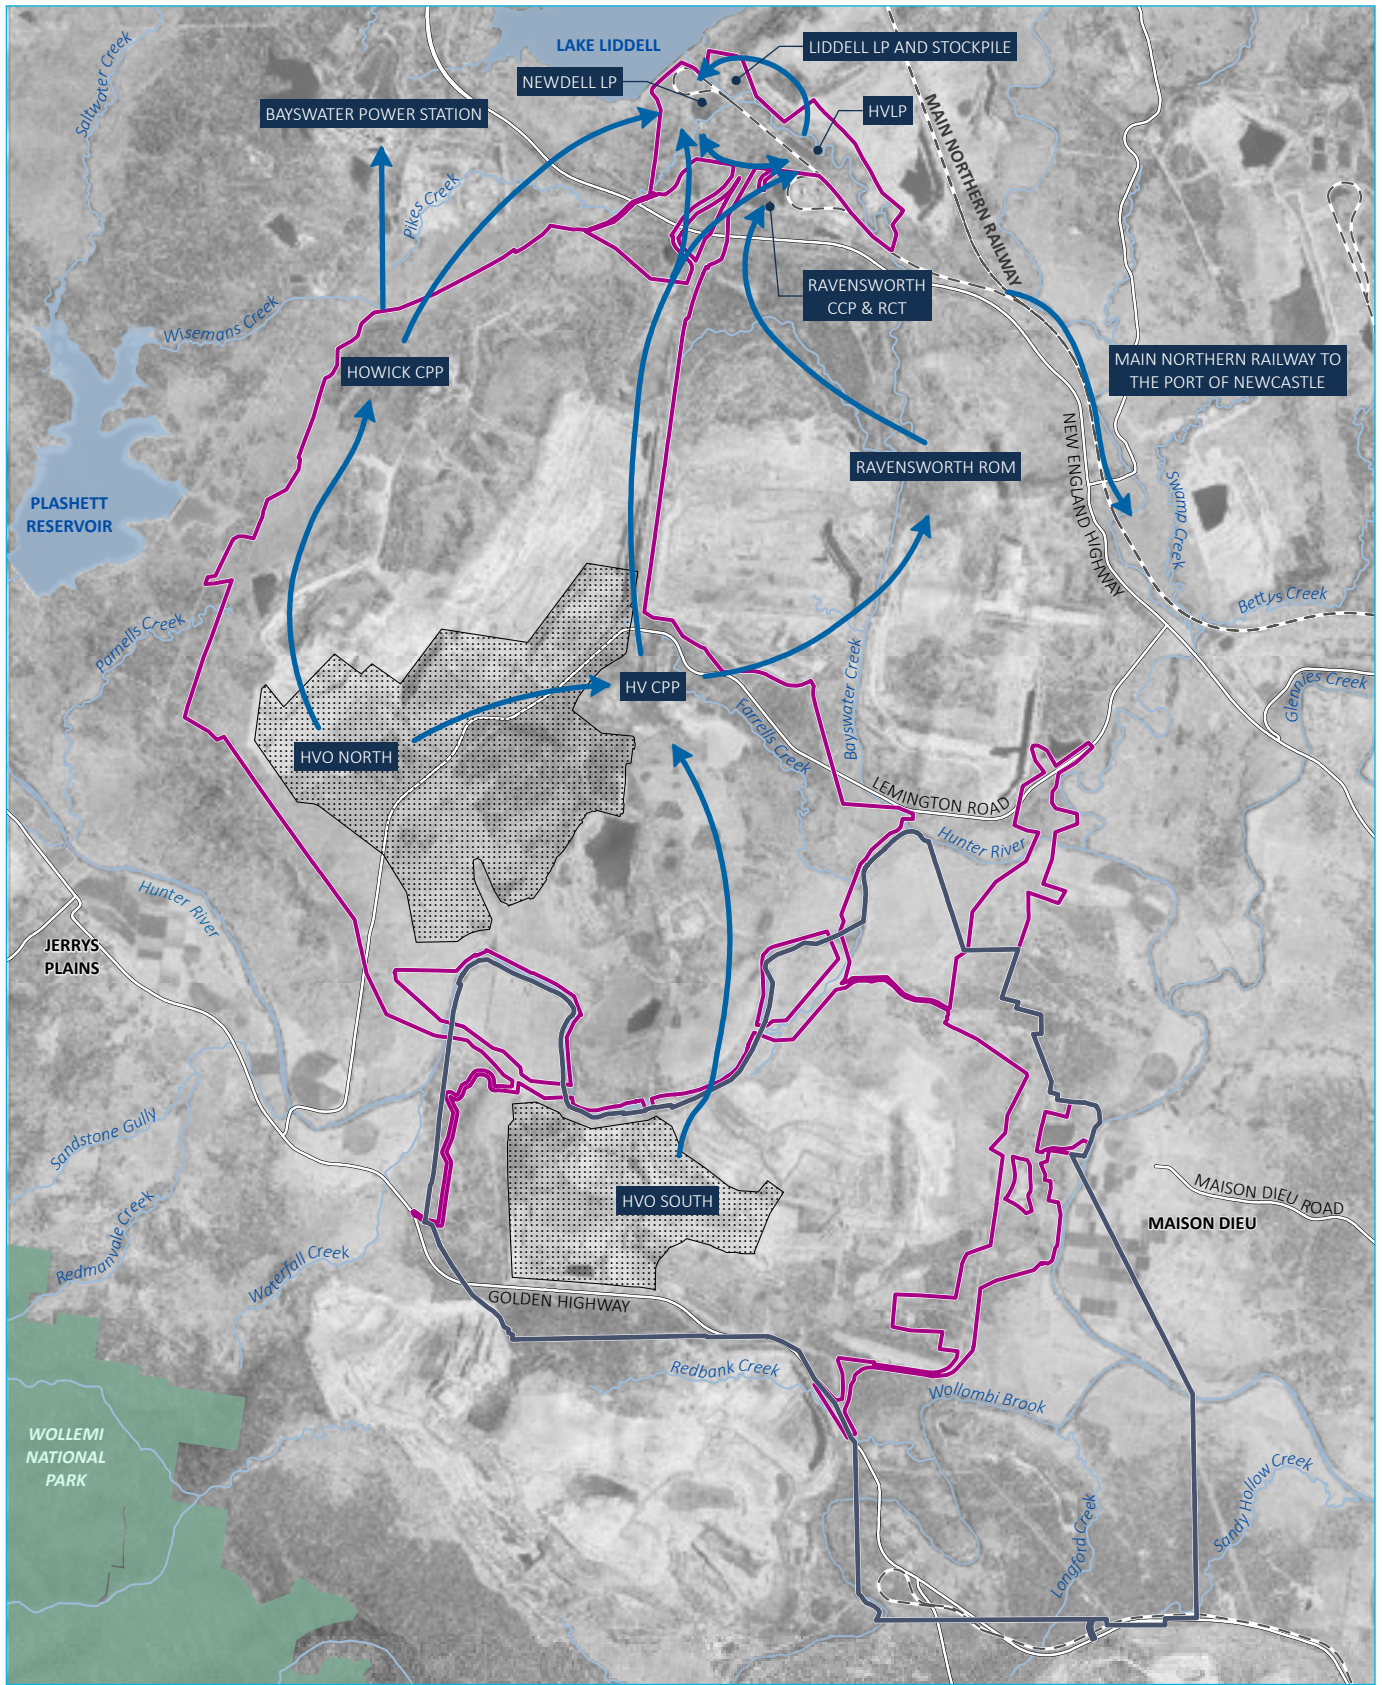 LAKE LIDDELL
LIDDELL LP AND STOCKPILE
NEWDELL LP
BAYSWATER POWER STATION
HVLP
Saltwater Creek
MAIN NORTHERN RAILWAY
Pikes Creek
RAVENSWORTH
CCP & RCT
Wisemans Creek
HOWICK CPP
MAIN NORTHERN RAILWAY TO
THE PORT OF NEWCASTLE
NEW ENGLAND HIGHWAY
RAVENSWORTH ROM
Swamp Creek
PLASHETT
RESERVOIR
Bettys Creek
Parnells Creek
Bayswater Creek
HV CPP
Glennies Creek
Farrells Creek
HVO NORTH
LEMINGTON ROAD
Hunter River
Hunter River
JERRYS
PLAINS
Sandstone Gully
HVO SOUTH
MAISON DIEU ROAD
MAISON DIEU
Redmanvale Creek
Waterfall Creek
GOLDEN HIGHWAY
Redbank Creek
Wollombi Brook
WOLLEMI
NATIONAL
PARK
Sandy Hollow Creek
Longford Creek